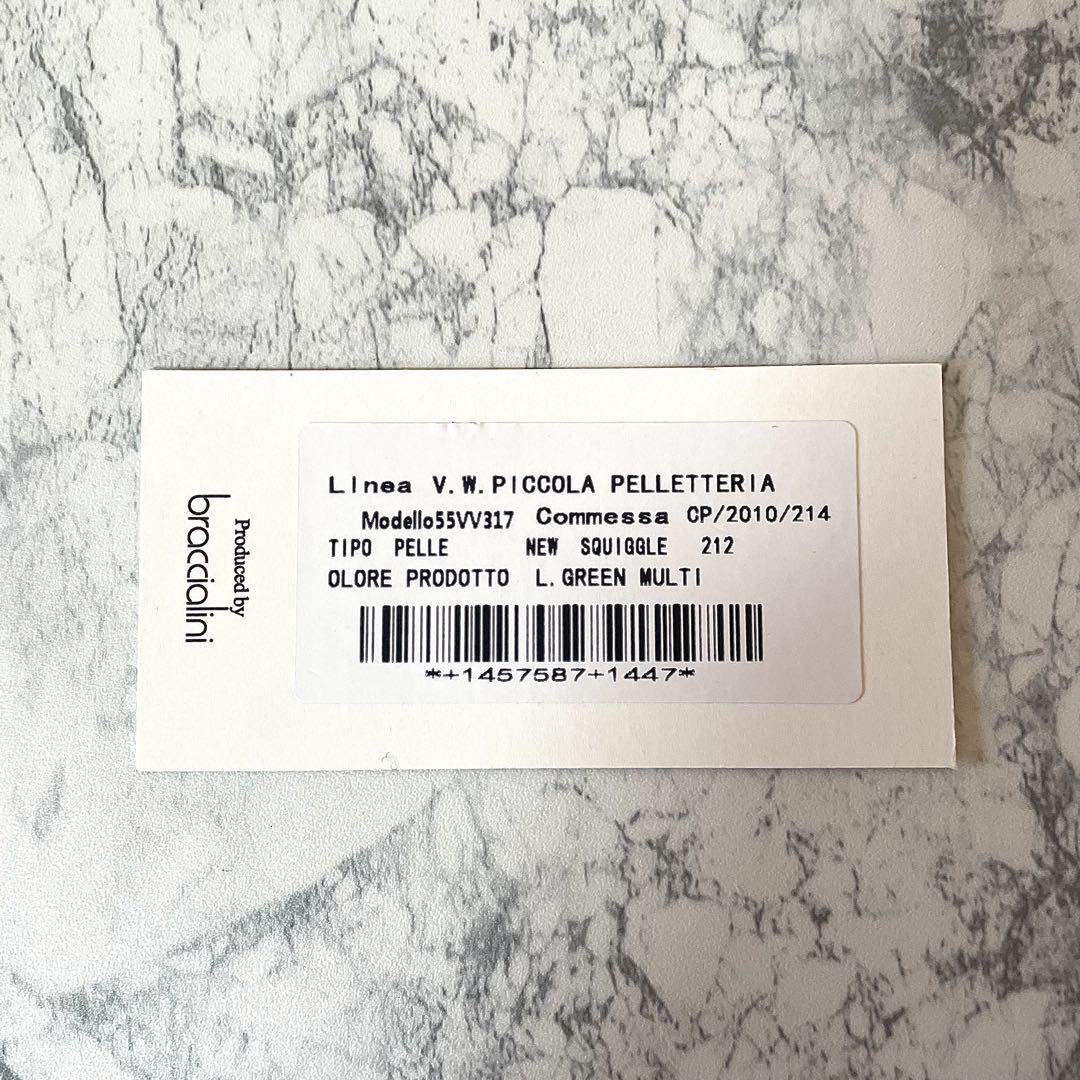 Linea V.W.PICCOLA PELLETTERIA
Modello55VV317 Commessa CP/2010/214
TIPO PELLE NEW SQUIGGLE 212
OLORE PRODOTTO L.GREEN MULTI
*+1457587+1447*
Produced by
braccialini